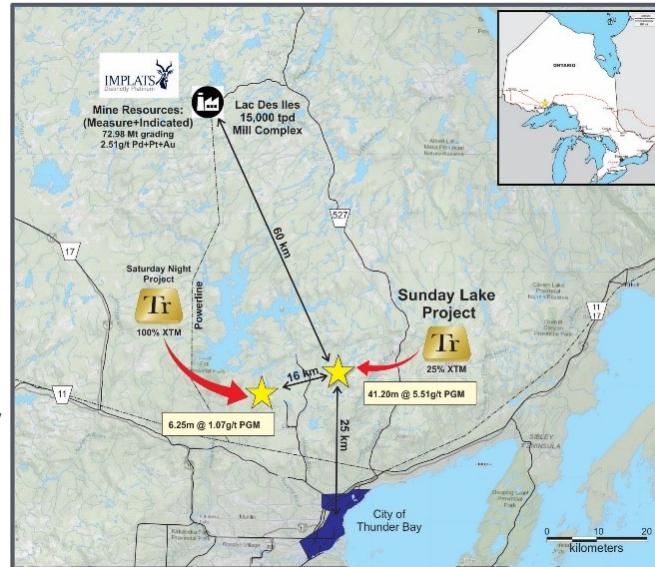 ONTARIO
IMPLATS
Distinctly Platinum
Mine Resources:
(Measure+Indicated)
72.98 Mt grading
2.51g/t Pd+Pt+Au
Lac Des Iles
15,000 tpd
Mill Complex
527
60 km
17
Powerline
Saturday Night
Project
Tr
100% XTM
Sunday Lake
Project
Tr
25% XTM
11
17
16 km
11
41.20m @ 5.51g/t PGM
6.25m @ 1.07g/t PGM
25 km
SIBLEY
PENINSULA
City of
Thunder Bay
0 10 20
kilometers